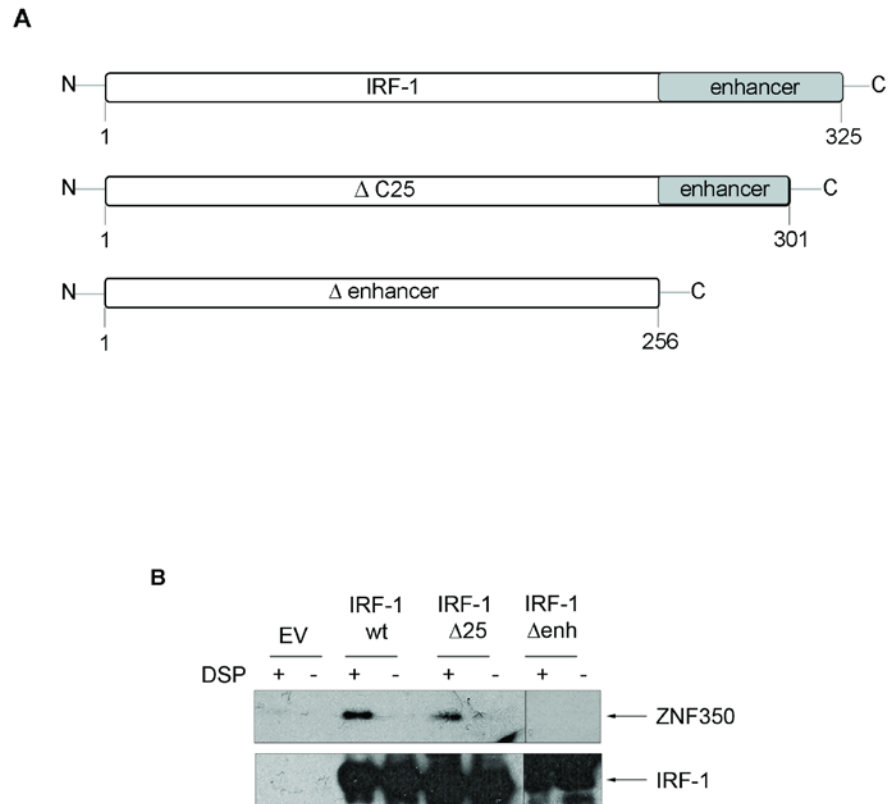 A
N IRF-1 enhancer C
1 325
N Δ C25 enhancer C
1 301
N Δ enhancer C
1 256
B
EV IRF-1 wt IRF-1 Δ25 IRF-1 Δenh
DSP + - + - + - + -
ZNF350
IRF-1